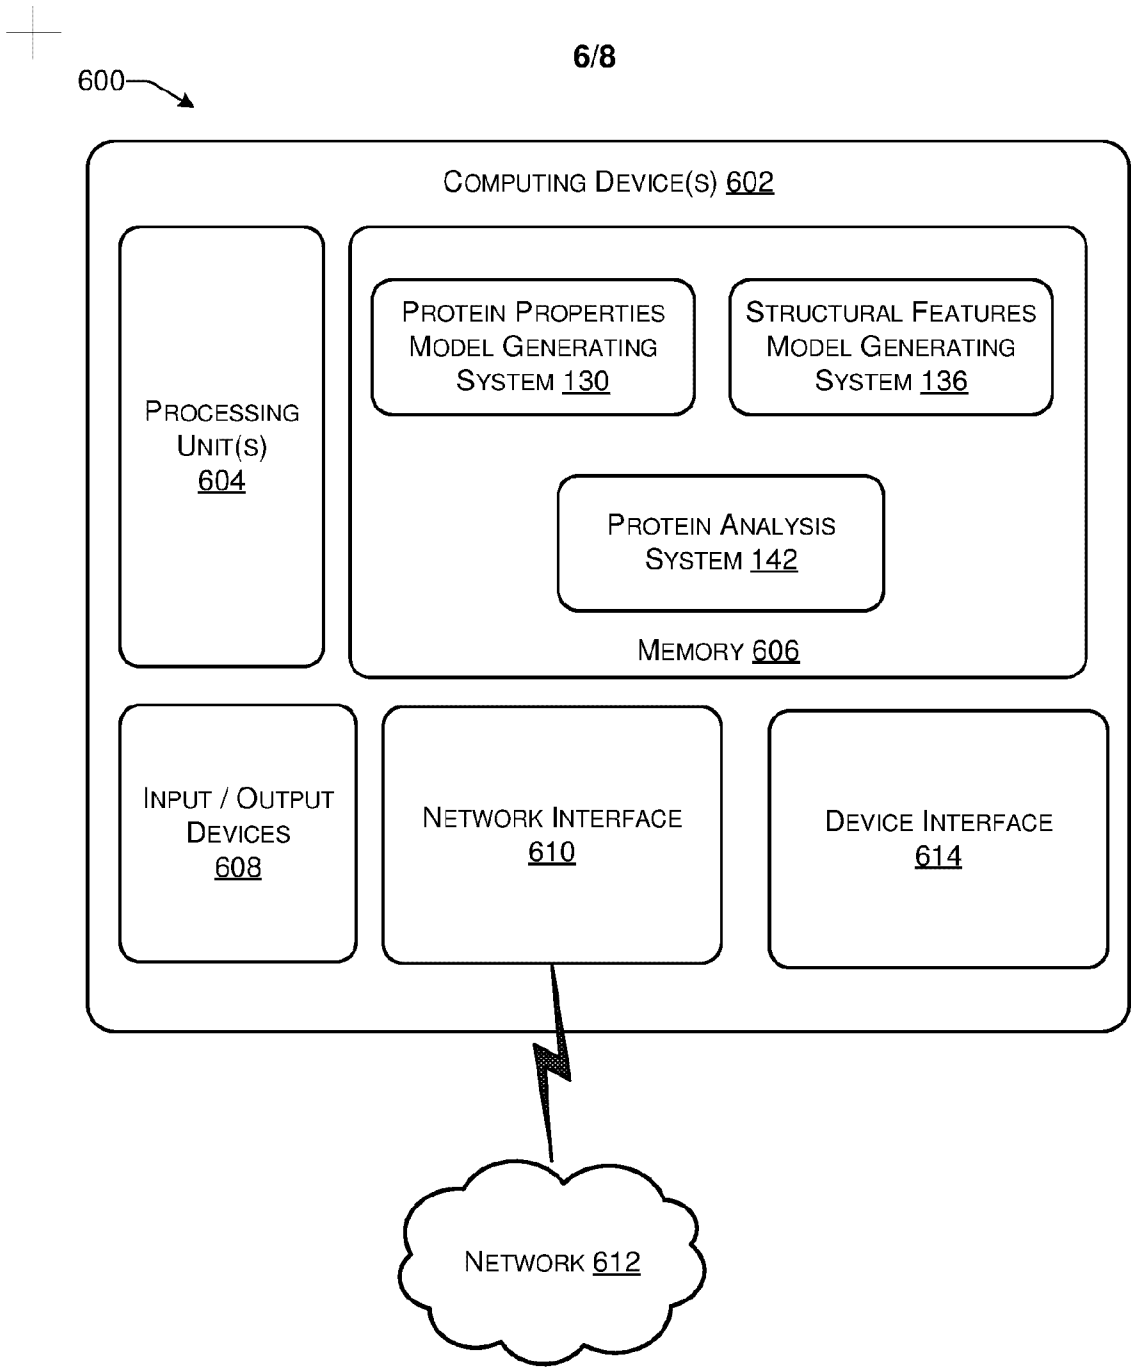 6/8
600
COMPUTING DEVICE(S) 602
PROCESSING
UNIT(S)
604
PROTEIN PROPERTIES
MODEL GENERATING
SYSTEM 130
STRUCTURAL FEATURES
MODEL GENERATING
SYSTEM 136
PROTEIN ANALYSIS
SYSTEM 142
MEMORY 606
INPUT / OUTPUT
DEVICES
608
NETWORK INTERFACE
610
DEVICE INTERFACE
614
NETWORK 612